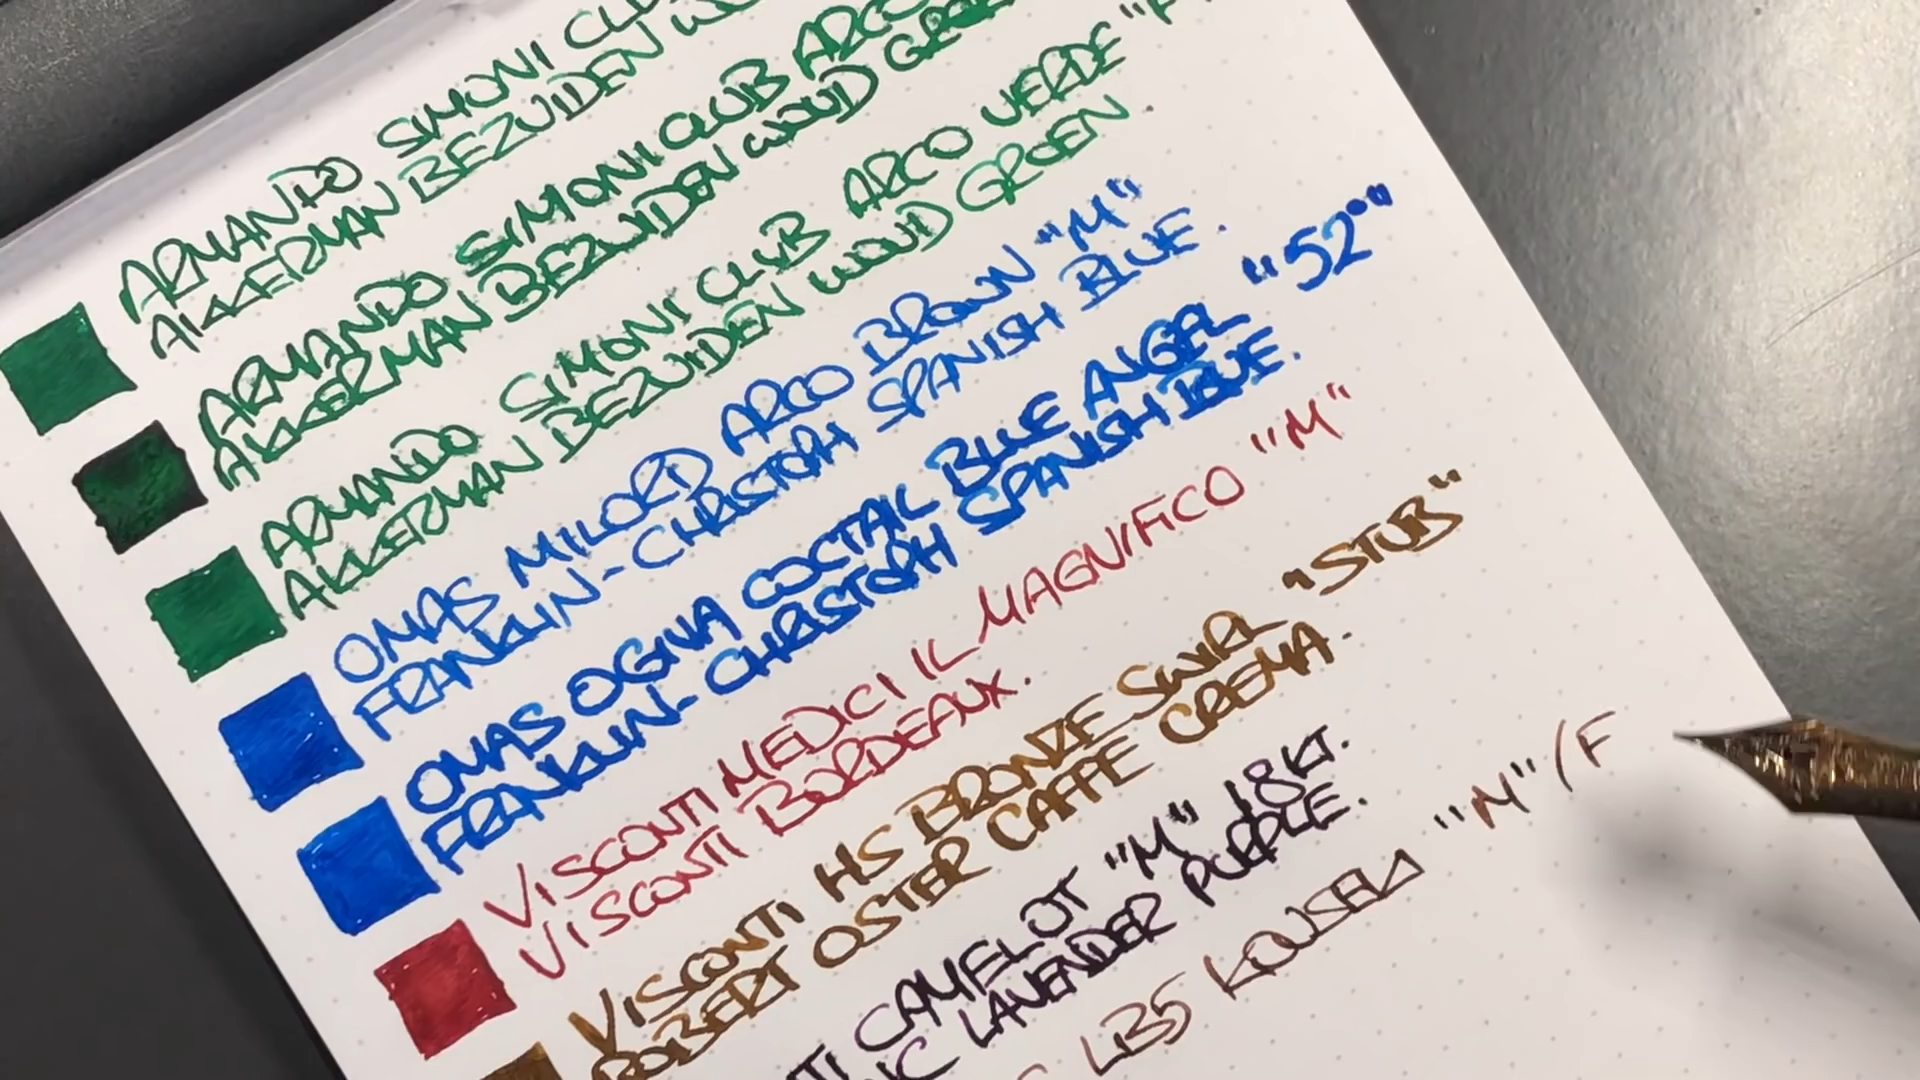 ARMANDO SIMONI
AKKERMAN BEZUIDEN
ARMANDO SIMONI CLUB ARCO
AKKERMAN BEZUIDEN WOUD GROEN
ARMANDO SIMONI CLUB ARCO VERDE
AKKERMAN BEZUIDEN WOUD GROEN
OMAS MILORD ARCO BROWN "M"
FRANKLIN-CHRISTOPH SPANISH BLUE.
OMAS OGIVA COCTAIL BLUE ANGEL "52°"
FRANKLIN-CHRISTOPH SPANISH BLUE.
VISCONTI MEDICI IL MAGNIFICO "M"
VISCONTI BORDEAUX.
VISCONTI HS BRONZE SWIRL "STUB"
ROBERT OSTER CAFFE CREMA.
CAMELOT "M" 18KT.
LAVENDER PURPLE.
LB5 "M"/F